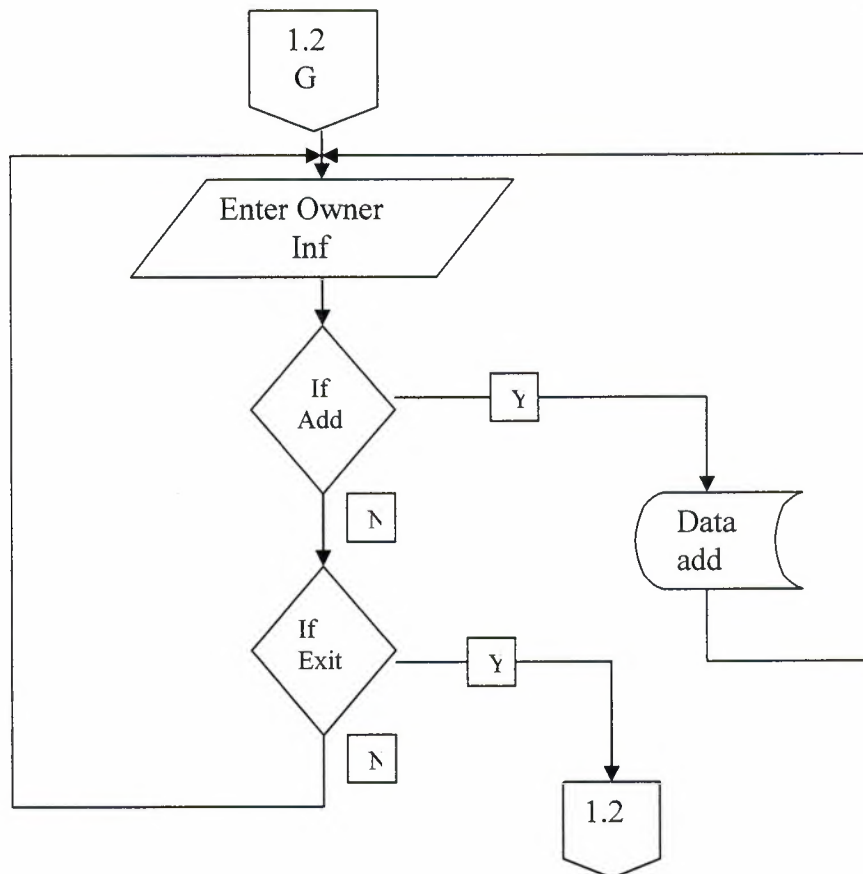 1.2
G
Enter Owner
Inf
If
Add
Y
N
Data
add
If
Exit
Y
N
1.2